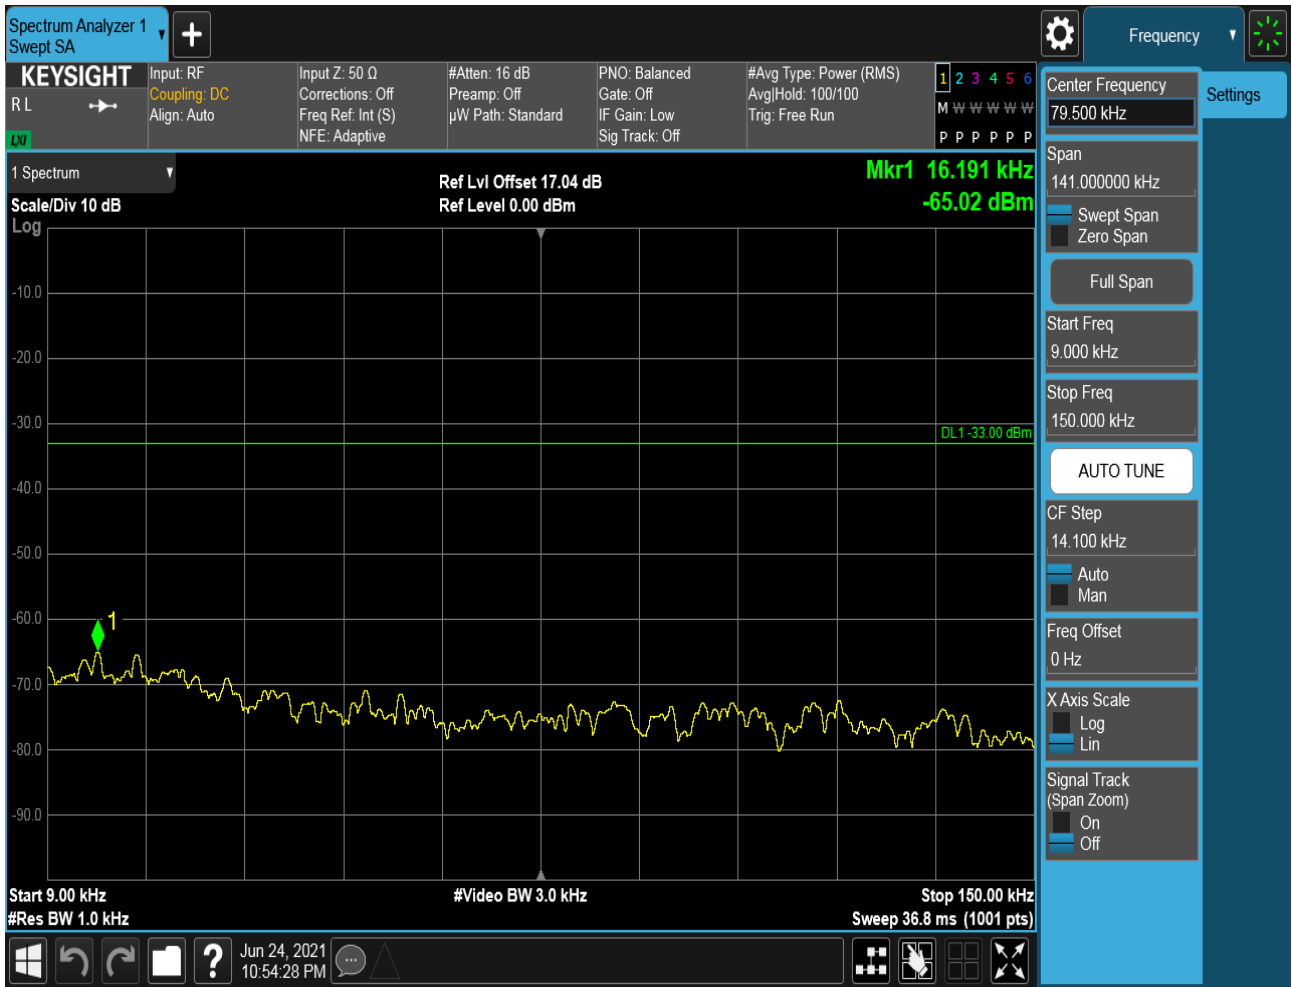 Spectrum Analyzer 1
Swept SA
Frequency
KEYSIGHT
R L
LXI
Input: RF
Coupling: DC
Align: Auto
Input Z: 50 Ω
Corrections: Off
Freq Ref: Int (S)
NFE: Adaptive
#Atten: 16 dB
Preamp: Off
µW Path: Standard
PNO: Balanced
Gate: Off
IF Gain: Low
Sig Track: Off
#Avg Type: Power (RMS)
Avg|Hold: 100/100
Trig: Free Run
1 2 3 4 5 6
M W W W W W
P P P P P P
1 Spectrum
Scale/Div 10 dB
Log
Ref Lvl Offset 17.04 dB
Ref Level 0.00 dBm
Mkr1 16.191 kHz
-65.02 dBm
-10.0
-20.0
-30.0
DL1 -33.00 dBm
-40.0
-50.0
-60.0
1
-70.0
-80.0
-90.0
Start 9.00 kHz
#Res BW 1.0 kHz
#Video BW 3.0 kHz
Stop 150.00 kHz
Sweep 36.8 ms (1001 pts)
Center Frequency
79.500 kHz
Settings
Span
141.000000 kHz
Swept Span
Zero Span
Full Span
Start Freq
9.000 kHz
Stop Freq
150.000 kHz
AUTO TUNE
CF Step
14.100 kHz
Auto
Man
Freq Offset
0 Hz
X Axis Scale
Log
Lin
Signal Track
(Span Zoom)
On
Off
?
Jun 24, 2021
10:54:28 PM